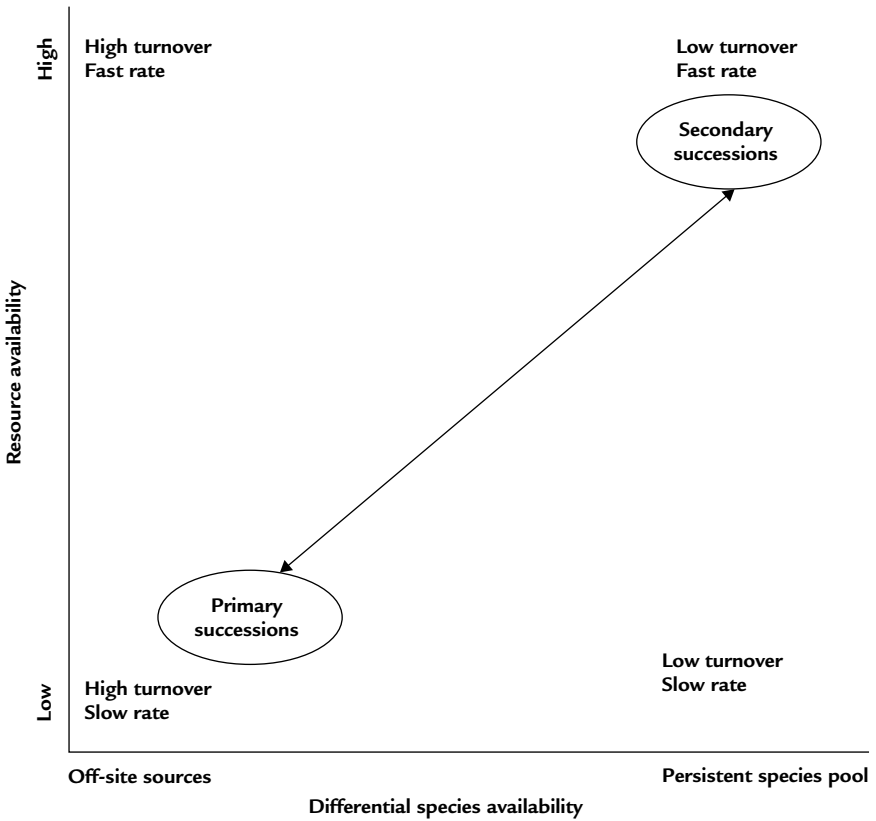 High
High turnover
Fast rate
Low turnover
Fast rate
Secondary
successions
Resource availability
Primary
successions
Low turnover
Slow rate
High turnover
Slow rate
Low
Off-site sources
Persistent species pool
Differential species availability